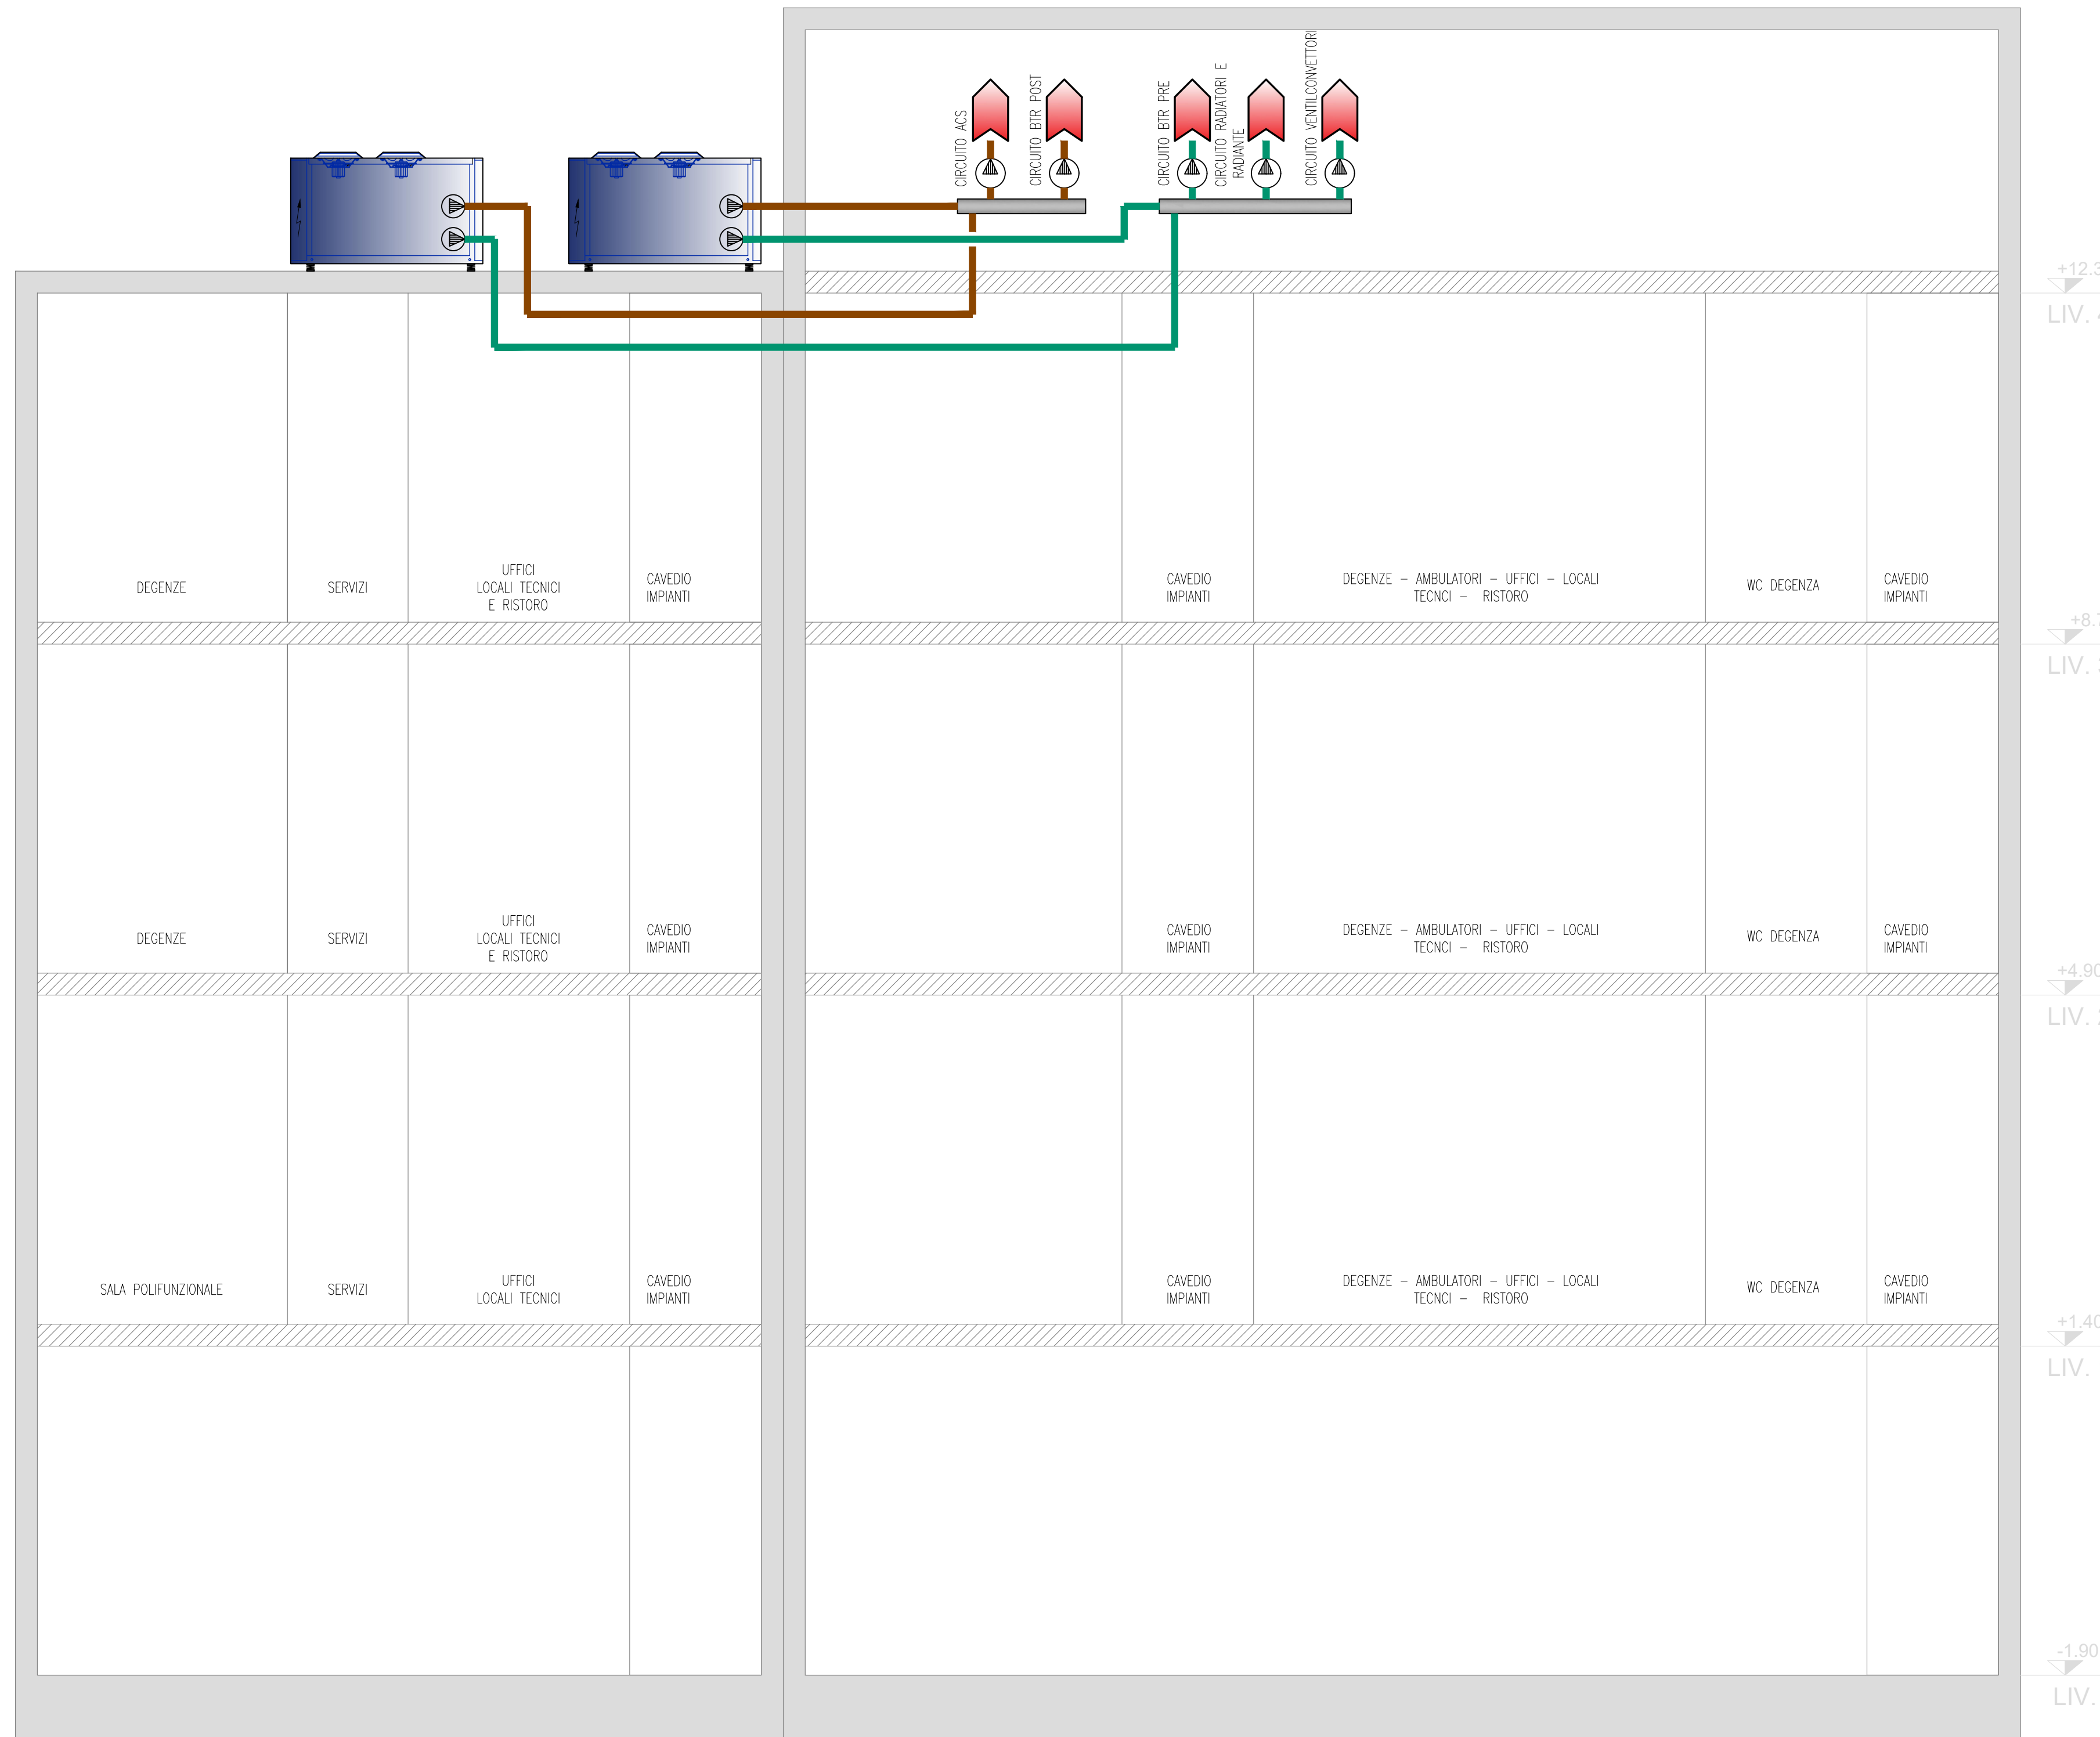 CIRCUITO ACS
CIRCUITO BTR POST
CIRCUITO BTR PRE
CIRCUITO RADIATORI E
RADIANTE
CIRCUITO VENTILCONVETTORI
+12.3
LIV. 4
DEGENZE
SERVIZI
UFFICI
LOCALI TECNICI
E RISTORO
CAVEDIO
IMPIANTI
CAVEDIO
IMPIANTI
DEGENZE - AMBULATORI - UFFICI - LOCALI
TECNCI - RISTORO
WC DEGENZA
CAVEDIO
IMPIANTI
+8.7
LIV.
DEGENZE
SERVIZI
UFFICI
LOCALI TECNICI
E RISTORO
CAVEDIO
IMPIANTI
CAVEDIO
IMPIANTI
DEGENZE - AMBULATORI - UFFICI - LOCALI
TECNCI - RISTORO
WC DEGENZA
CAVEDIO
IMPIANTI
+4.90
LIV.
SALA POLIFUNZIONALE
SERVIZI
UFFICI
LOCALI TECNICI
CAVEDIO
IMPIANTI
CAVEDIO
IMPIANTI
DEGENZE - AMBULATORI - UFFICI - LOCALI
TECNCI - RISTORO
WC DEGENZA
CAVEDIO
IMPIANTI
+1.40
LIV.
-1.90
LIV.